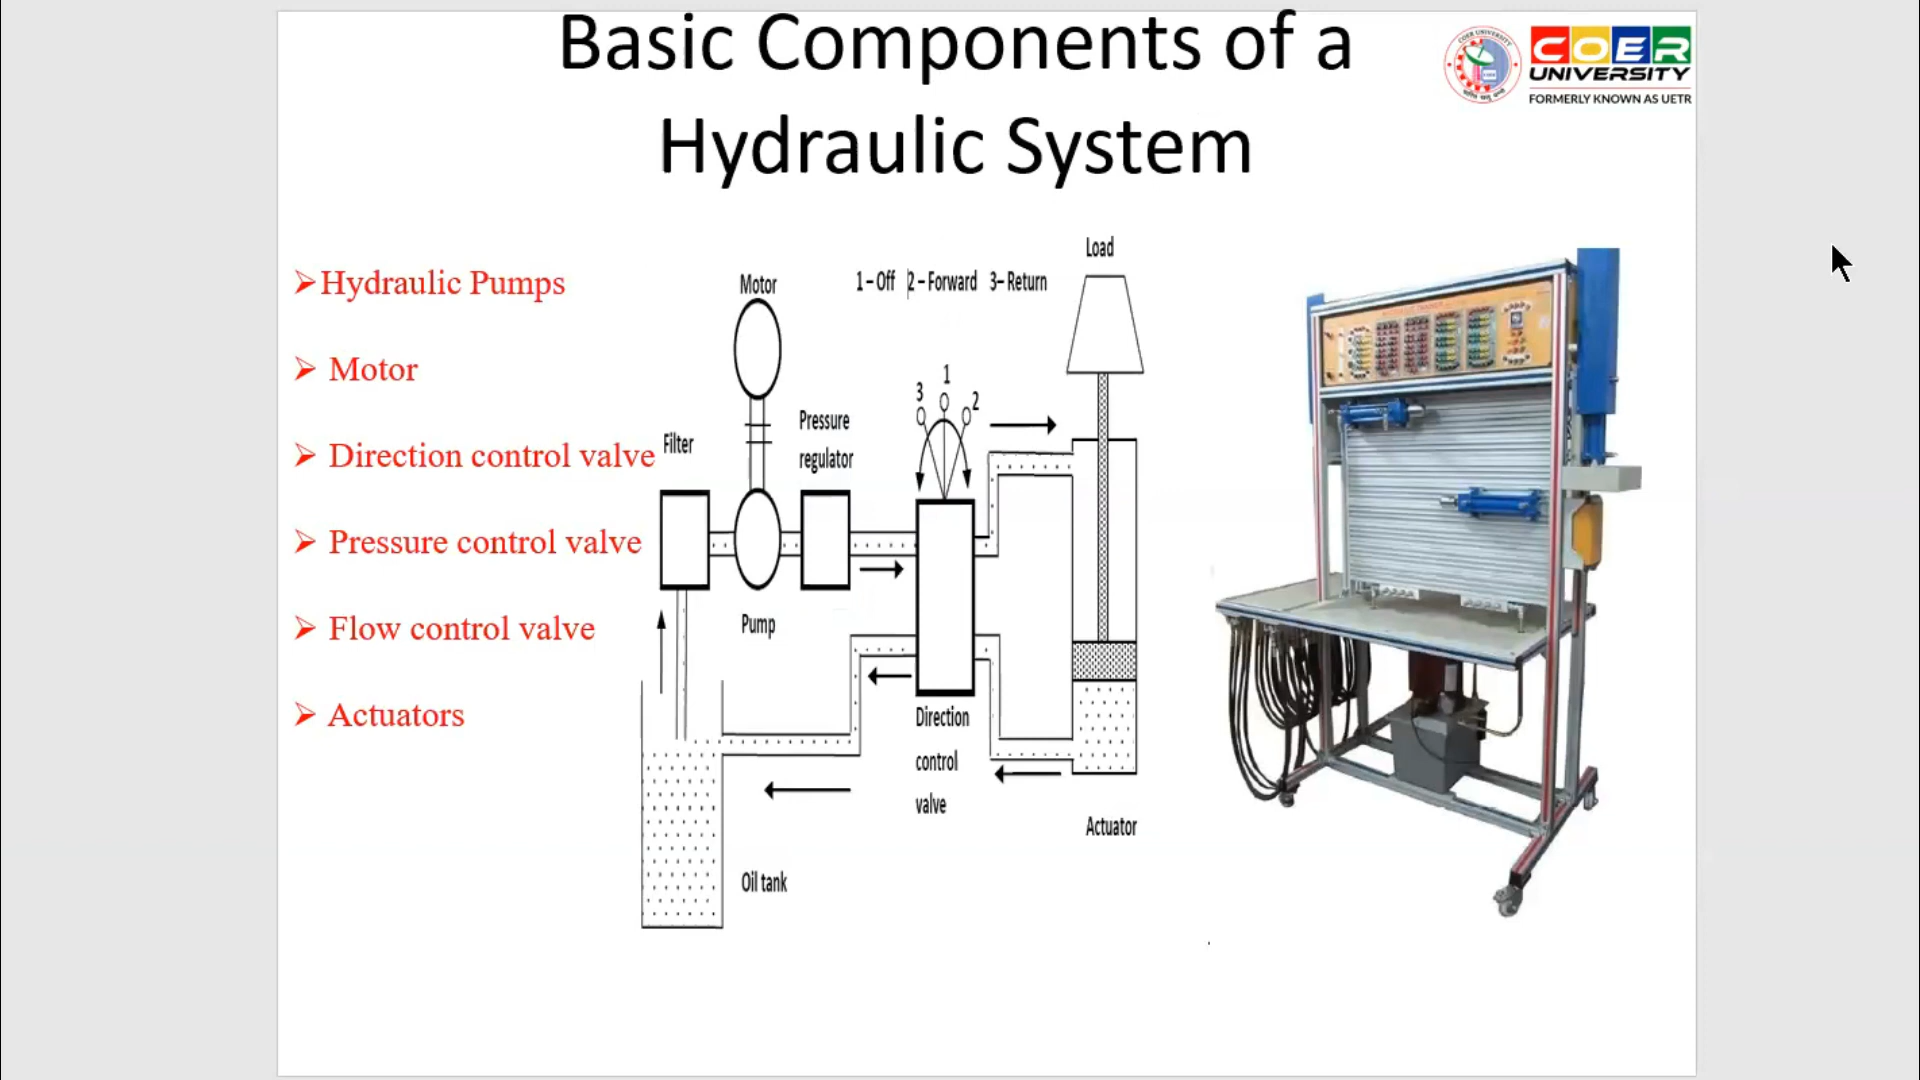 Basic Components of a
Hydraulic System
COER
UNIVERSITY
FORMERLY KNOWN AS UETR
➢Hydraulic Pumps
➢ Motor
➢ Direction control valve
➢ Pressure control valve
➢ Flow control valve
➢ Actuators
Load
Motor
1 – Off 2 – Forward 3– Return
3
1
2
Pressure
regulator
Filter
Pump
Direction
control
valve
Actuator
Oil tank